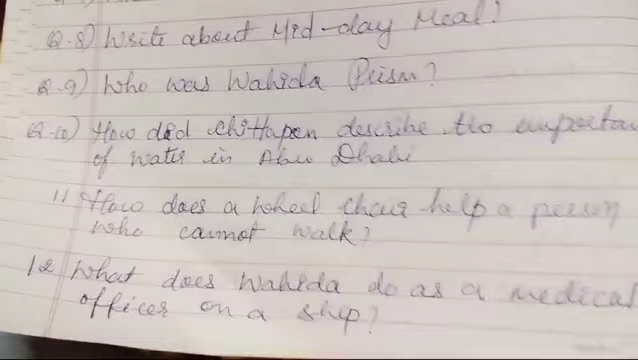 Q.8) Write about Mid-day Meal?
Q.9) Who was Wahida Prism?
Q.10) How did Chittapan describe the importan
of water in Abu Dhabi
11 How does a wheel chair help a person
who cannot walk?
12 What does Wahida do as a medical
officer on a ship?